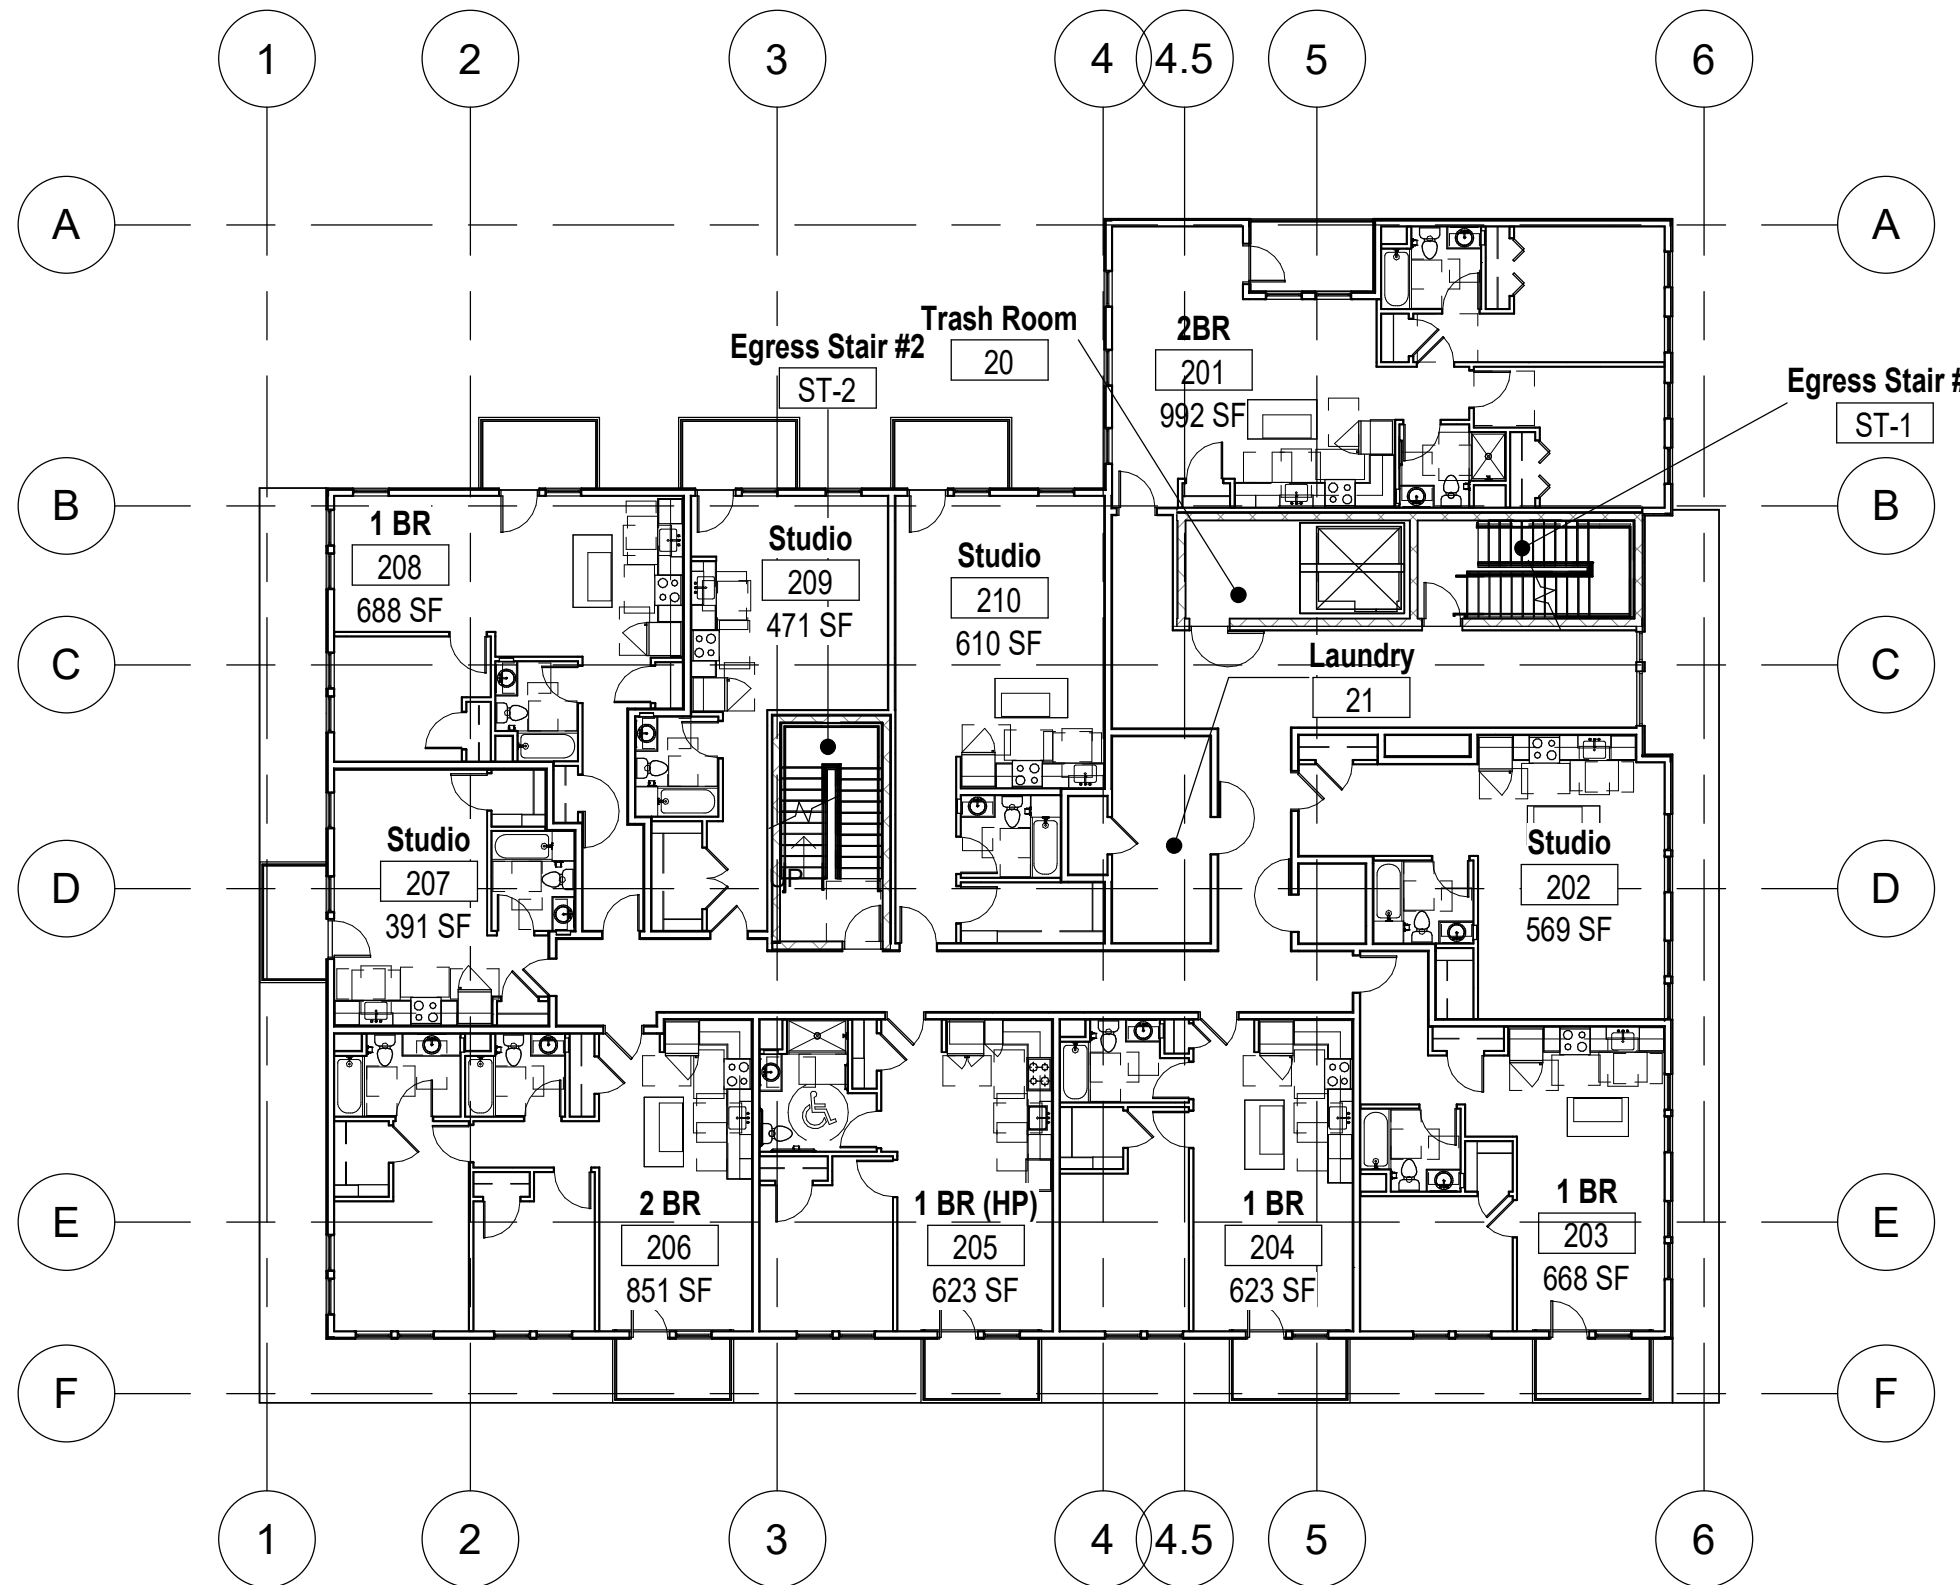 1
2
3
4
4.5
5
6
A
A
Trash Room
20
Egress Stair #2
ST-2
2BR
201
992 SF
Egress Stair #
ST-1
B
B
1 BR
208
688 SF
Studio
209
471 SF
Studio
210
610 SF
C
C
Laundry
21
Studio
207
391 SF
Studio
202
569 SF
D
D
2 BR
206
851 SF
1 BR (HP)
205
623 SF
1 BR
204
623 SF
1 BR
203
668 SF
E
E
F
F
1
2
3
4
4.5
5
6